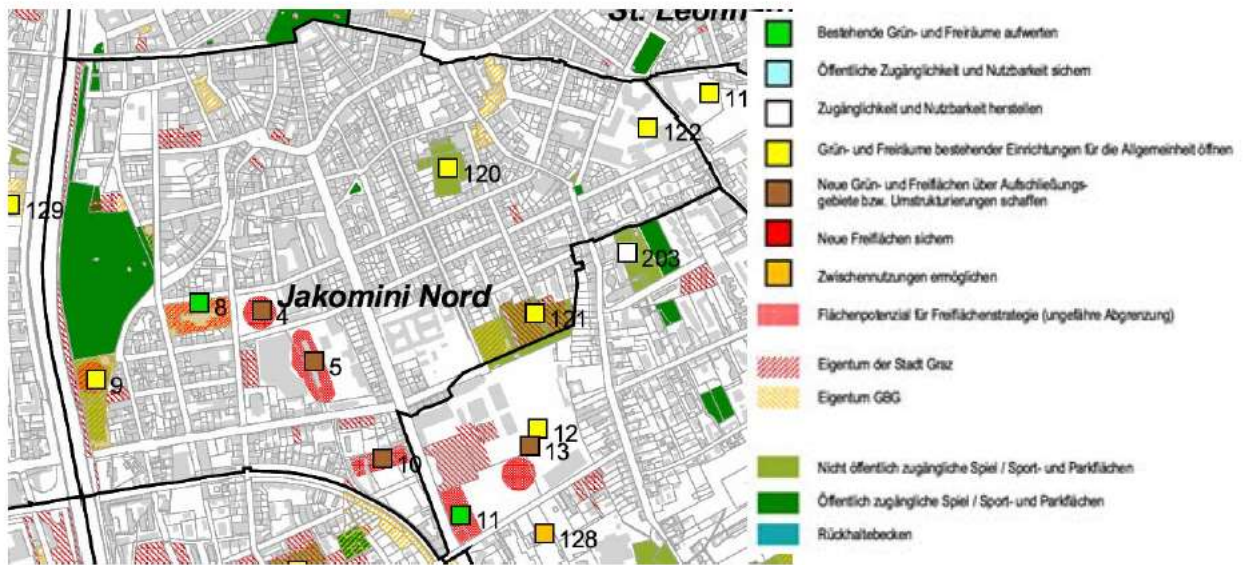 St. Leonh
11
122
120
129
203
Jakomini Nord
8
4
121
5
9
12
13
10
11
128
Bestehende Grün- und Freiräume aufwerten
Öffentliche Zugänglichkeit und Nutzbarkeit sichern
Zugänglichkeit und Nutzbarkeit herstellen
Grün- und Freiräume bestehender Einrichtungen für die Allgemeinheit öffnen
Neue Grün- und Freiflächen über Aufschließungs-
gebiete bzw. Umstrukturierungen schaffen
Neue Freiflächen sichern
Zwischennutzungen ermöglichen
Flächenpotenzial für Freiflächenstrategie (ungefähre Abgrenzung)
Eigentum der Stadt Graz
Eigentum GBG
Nicht öffentlich zugängliche Spiel / Sport- und Parkflächen
Öffentlich zugängliche Spiel / Sport- und Parkflächen
Rückhaltebecken